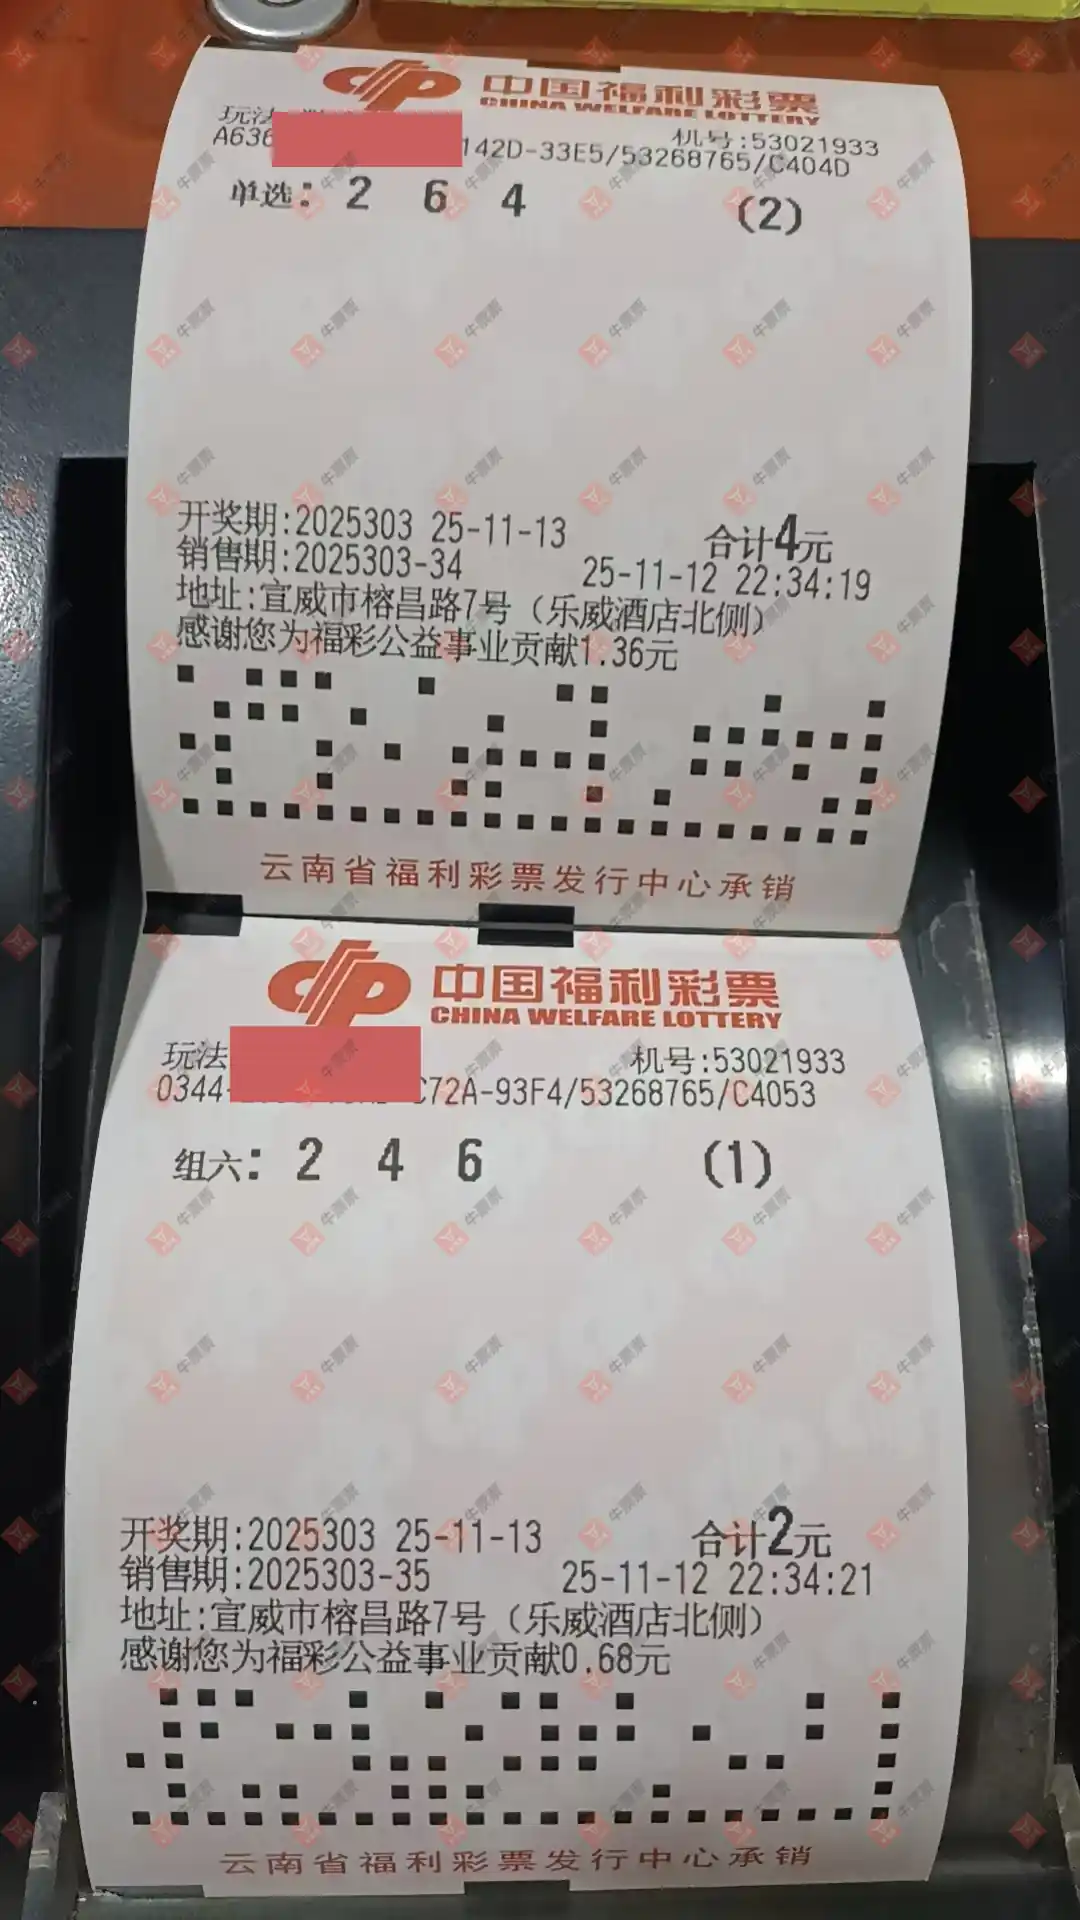 中国福利彩票
CHINA WELFARE LOTTERY
玩法 机号:53021933
A636 142D-33E5/53268765/C404D
单选: 2 6 4 (2)
开奖期:2025303 25-11-13 合计4元
销售期:2025303-34 25-11-12 22:34:19
地址:宣威市榕昌路7号（乐威酒店北侧）
感谢您为福彩公益事业贡献1.36元
云南省福利彩票发行中心承销
中国福利彩票
CHINA WELFARE LOTTERY
玩法 机号:53021933
0344- C72A-93F4/53268765/C4053
组六: 2 4 6 (1)
开奖期:2025303 25-11-13 合计2元
销售期:2025303-35 25-11-12 22:34:21
地址:宣威市榕昌路7号（乐威酒店北侧）
感谢您为福彩公益事业贡献0.68元
云南省福利彩票发行中心承销
牛票票